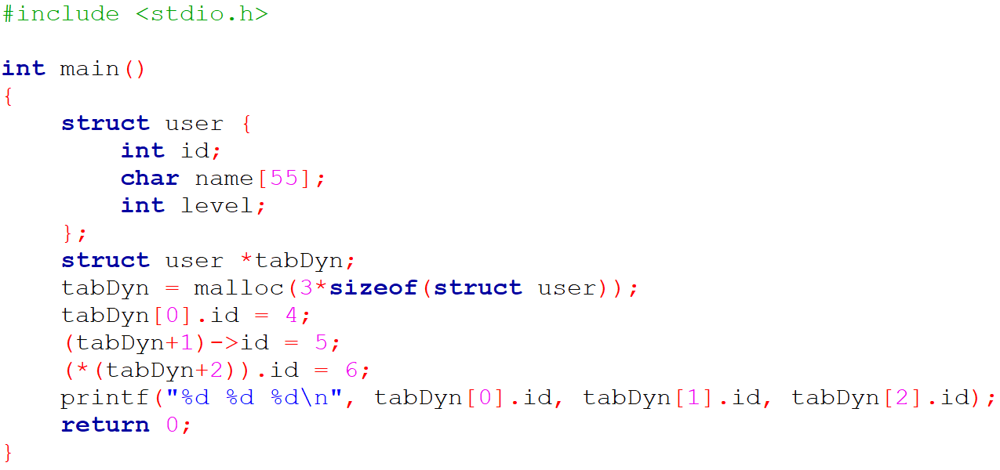 #include <stdio.h>
int main()
{
struct user {
int id;
char name[55];
int level;
};
struct user *tabDyn;
tabDyn = malloc(3*sizeof(struct user));
tabDyn[0].id = 4;
(tabDyn+1)->id = 5;
(*(tabDyn+2)).id = 6;
printf("%d %d %d\n", tabDyn[0].id, tabDyn[1].id, tabDyn[2].id);
return 0;
}